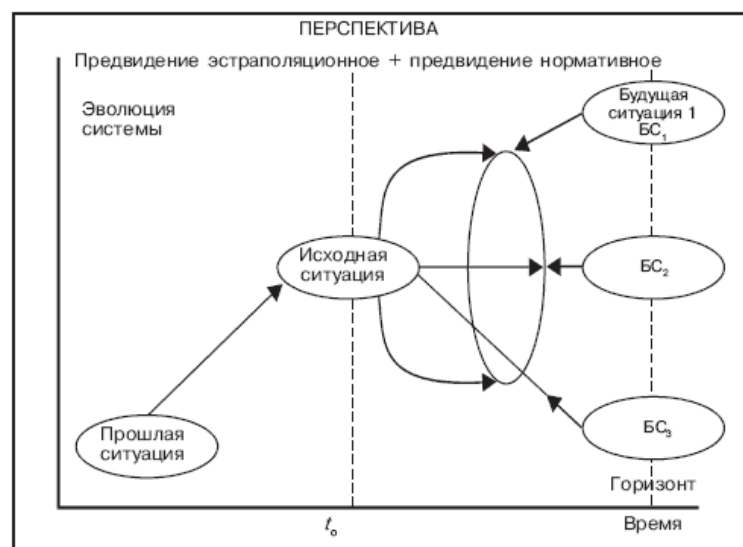 ПЕРСПЕКТИВА
Предвидение эстраполяционное + предвидение нормативное
Эволюция
системы
Будущая
ситуация 1
БС₁
Исходная
ситуация
БС₂
Прошлая
ситуация
БС₃
Горизонт
t₀
Время